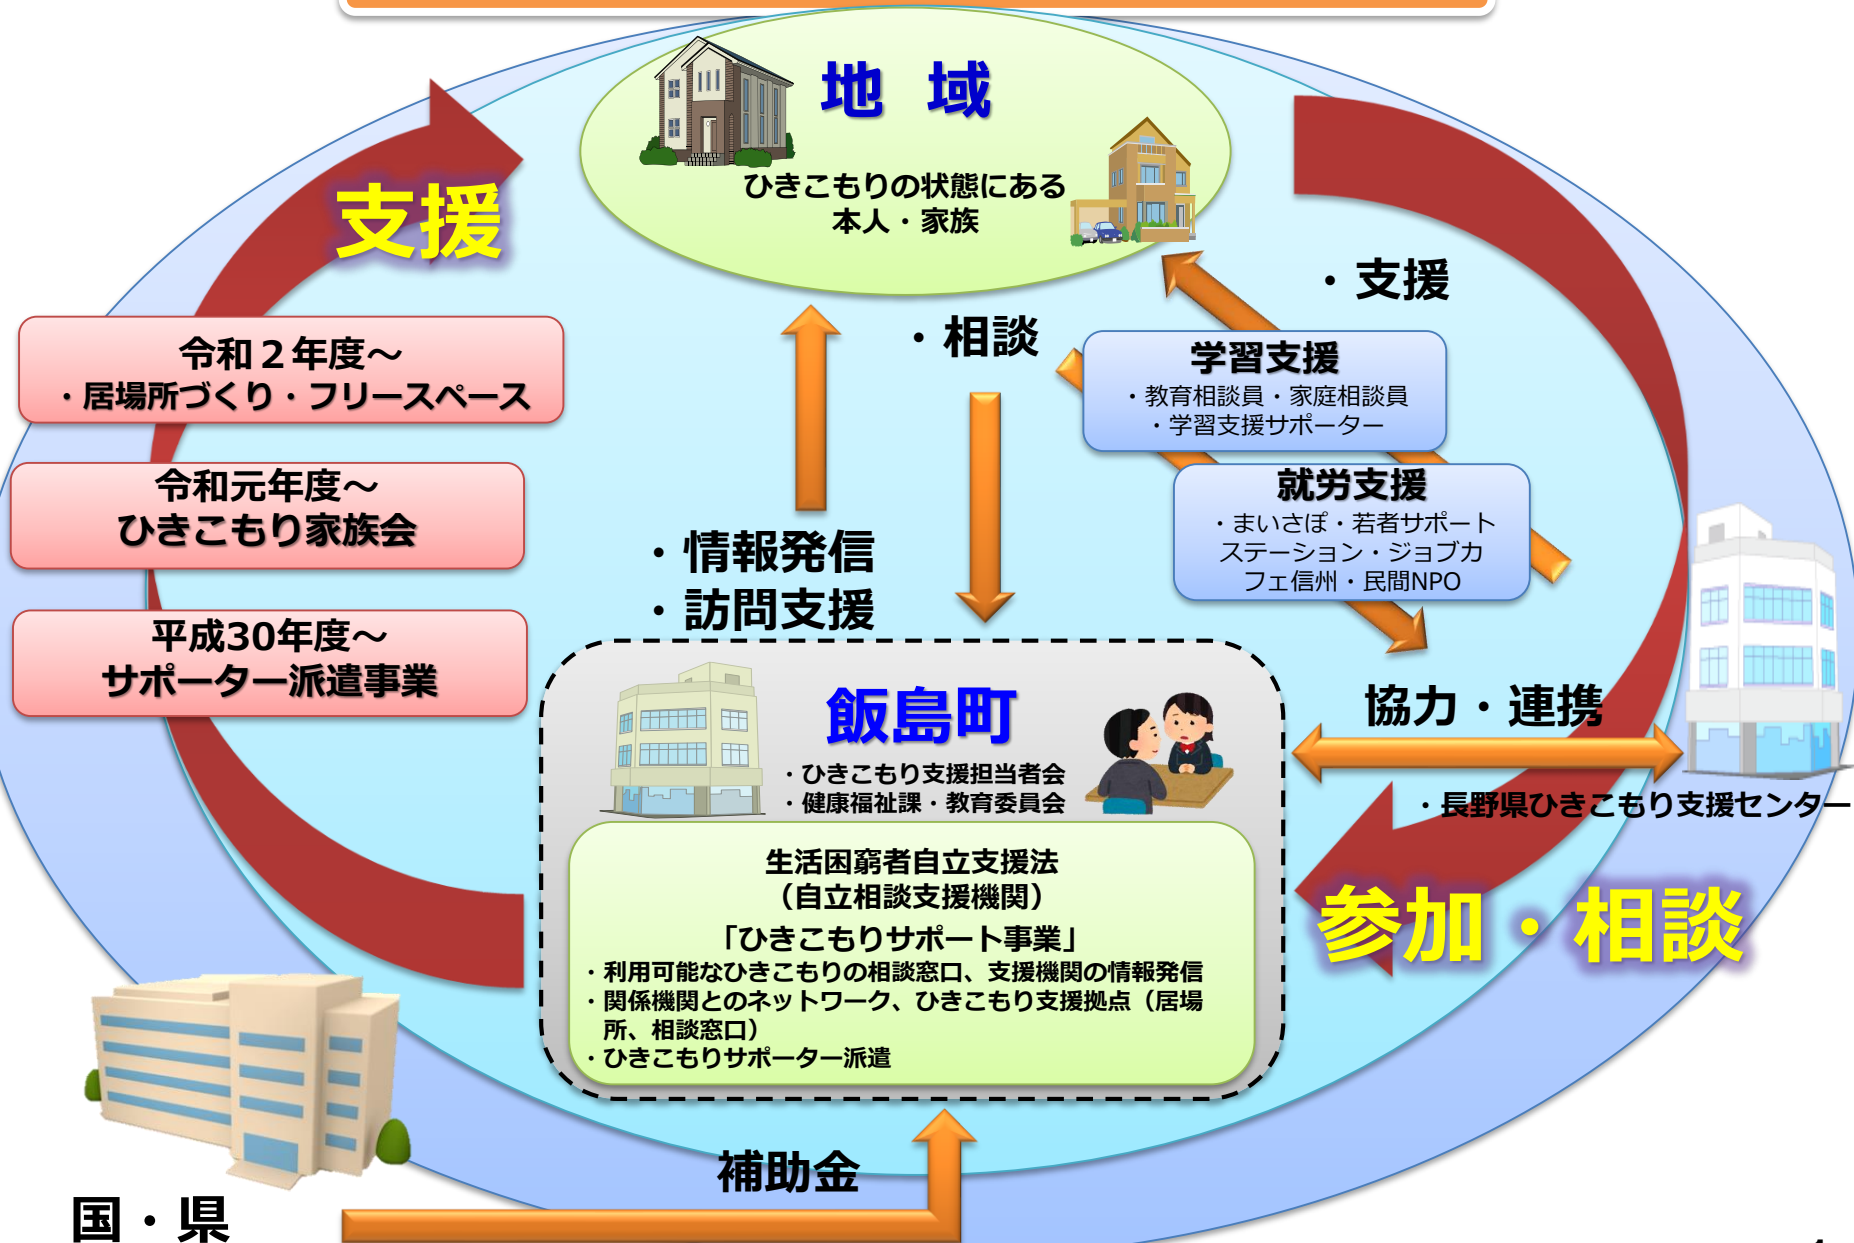 地 域
ひきこもりの状態にある
本人・家族
支援
・支援
・相談
令和２年度～
・居場所づくり・フリースペース
学習支援
・教育相談員・家庭相談員
・学習支援サポーター
令和元年度～
ひきこもり家族会
就労支援
・まいさぽ・若者サポート
ステーション・ジョブカ
フェ信州・民間NPO
・情報発信
・訪問支援
平成30年度～
サポーター派遣事業
飯島町
・ひきこもり支援担当者会
・健康福祉課・教育委員会
協力・連携
・長野県ひきこもり支援センター
生活困窮者自立支援法
（自立相談支援機関）
「ひきこもりサポート事業」
・利用可能なひきこもりの相談窓口、支援機関の情報発信
・関係機関とのネットワーク、ひきこもり支援拠点（居場
所、相談窓口）
・ひきこもりサポーター派遣
参加・相談
補助金
国・県